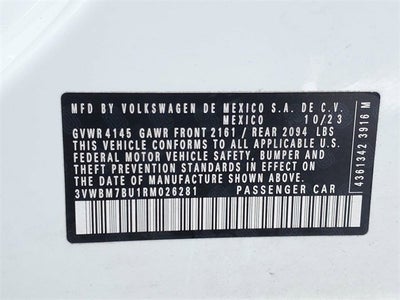 MFD BY VOLKSWAGEN DE MEXICO S.A. DE C.V.
MEXICO 10/23
GVWR 4145 GAWR FRONT 2161 / REAR 2094 LBS
THIS VEHICLE CONFORMS TO ALL APPLICABLE U.S.
FEDERAL MOTOR VEHICLE SAFETY, BUMPER AND
THEFT PREVENTION STANDARDS IN EFFECT ON THE
DATE OF MANUFACTURE SHOWN ABOVE.
3VWBM7BU1RM026281 PASSENGER CAR
4361342 3916 M